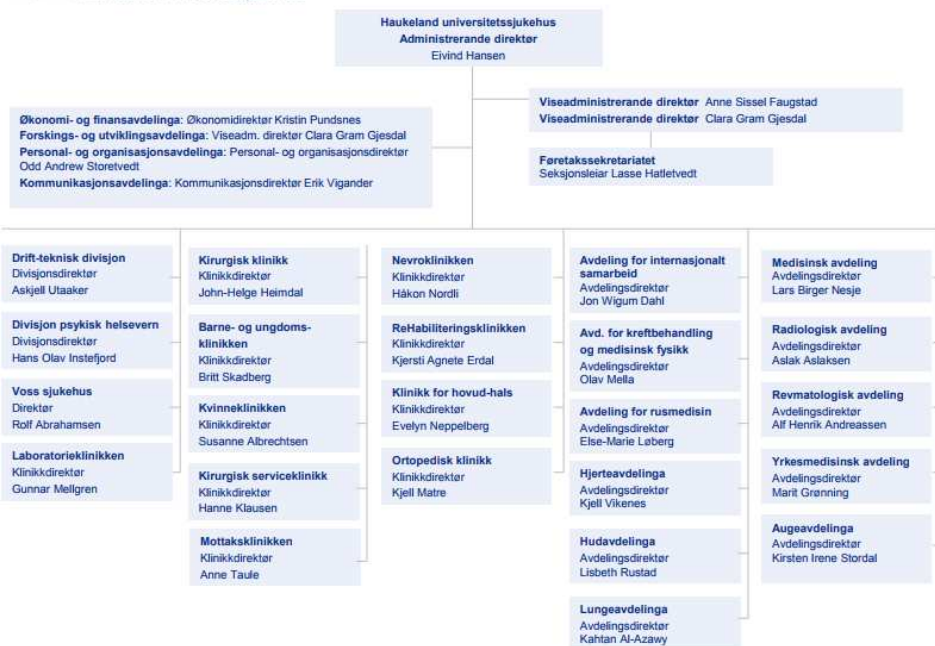 Haukeland universitetssjukehus
Administrerande direktør
Eivind Hansen
Økonomi- og finansavdelinga: Økonomidirektør Kristin Pundsnes
Forskings- og utviklingsavdelinga: Viseadm. direktør Clara Gram Gjesdal
Personal- og organisasjonsavdelinga: Personal- og organisasjonsdirektør
Odd Andrew Storetvedt
Kommunikasjonsavdelinga: Kommunikasjonsdirektør Erik Vigander
Viseadministrerande direktør Anne Sissel Faugstad
Viseadministrerande direktør Clara Gram Gjesdal
Føretakssekretariatet
Seksjonsleiar Lasse Hatletvedt
Drift-teknisk divisjon
Divisjonsdirektør
Askjell Utaaker
Divisjon psykisk helsevern
Divisjonsdirektør
Hans Olav Instefjord
Voss sjukehus
Direktør
Rolf Abrahamsen
Laboratorieklinikken
Klinikkdirektør
Gunnar Mellgren
Kirurgisk klinikk
Klinikkdirektør
John-Helge Heimdal
Barne- og ungdoms-
klinikken
Klinikkdirektør
Britt Skadberg
Kvinneklinikken
Klinikkdirektør
Susanne Albrechtsen
Kirurgisk serviceklinikk
Klinikkdirektør
Hanne Klausen
Mottaksklinikken
Klinikkdirektør
Anne Taule
Nevroklinikken
Klinikkdirektør
Håkon Nordli
ReHabiliteringsklinikken
Klinikkdirektør
Kjersti Agnete Erdal
Klinikk for hovud-hals
Klinikkdirektør
Evelyn Neppelberg
Ortopedisk klinikk
Klinikkdirektør
Kjell Matre
Avdeling for internasjonalt
samarbeid
Avdelingsdirektør
Jon Wigum Dahl
Avd. for kreftbehandling
og medisinsk fysikk
Avdelingsdirektør
Olav Mella
Avdeling for rusmedisin
Avdelingsdirektør
Else-Marie Løberg
Hjerteavdelinga
Avdelingsdirektør
Kjell Vikenes
Hudavdelinga
Avdelingsdirektør
Lisbeth Rustad
Lungeavdelinga
Avdelingsdirektør
Kahtan Al-Azawy
Medisinsk avdeling
Avdelingsdirektør
Lars Birger Nesje
Radiologisk avdeling
Avdelingsdirektør
Aslak Aslaksen
Revmatologisk avdeling
Avdelingsdirektør
Alf Henrik Andreassen
Yrkesmedisinsk avdeling
Avdelingsdirektør
Marit Grønning
Augeavdelinga
Avdelingsdirektør
Kirsten Irene Stordal